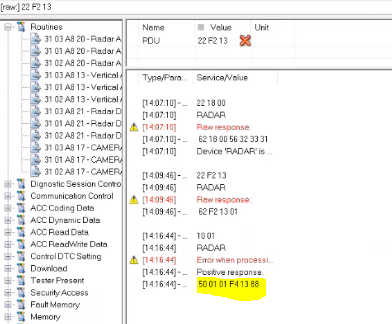 [raw:] 22 F2 13
Routines
31 03 A8 20 - Radar A
31 01 A8 20 - Radar A
31 02 A8 20 - Radar A
31 03 A8 13 - Vertical A
31 01 A8 13 - Vertical A
31 02 A8 13 - Vertical A
31 03 A8 21 - Radar D
31 01 A8 21 - Radar D
31 02 A8 21 - Radar D
31 03 A8 17 - CAMERA
31 01 A8 17 - CAMERA
31 02 A8 17 - CAMERA
Dignostic Session Contro
Communication Control
ACC Coding Data
ACC Dynamic Data
ACC Read Data
ACC ReadWrite Data
Control DTC Setting
Download
Tester Present
Security Access
Fault Memory
Memory
Name Value Unit
PDU 22 F2 13
Type/Para... Service/Value
[14:07:10] - ... 22 18 00
[14:07:10] RADAR
[14:07:10] Raw response:
[14:07:10] 62 18 00 56 32 33 31
[14:07:10] Device 'RADAR' is ...
[14:09:46] - ... 22 F2 13
[14:09:46] RADAR
[14:09:46] Raw response:
[14:09:46] - ... 62 F2 13 01
[14:16:44] - ... 10 01
[14:16:44] RADAR
[14:16:44] Error when processi...
[14:16:44] - ... Positive response.
[14:16:44] - ... 50 01 01 F4 13 88